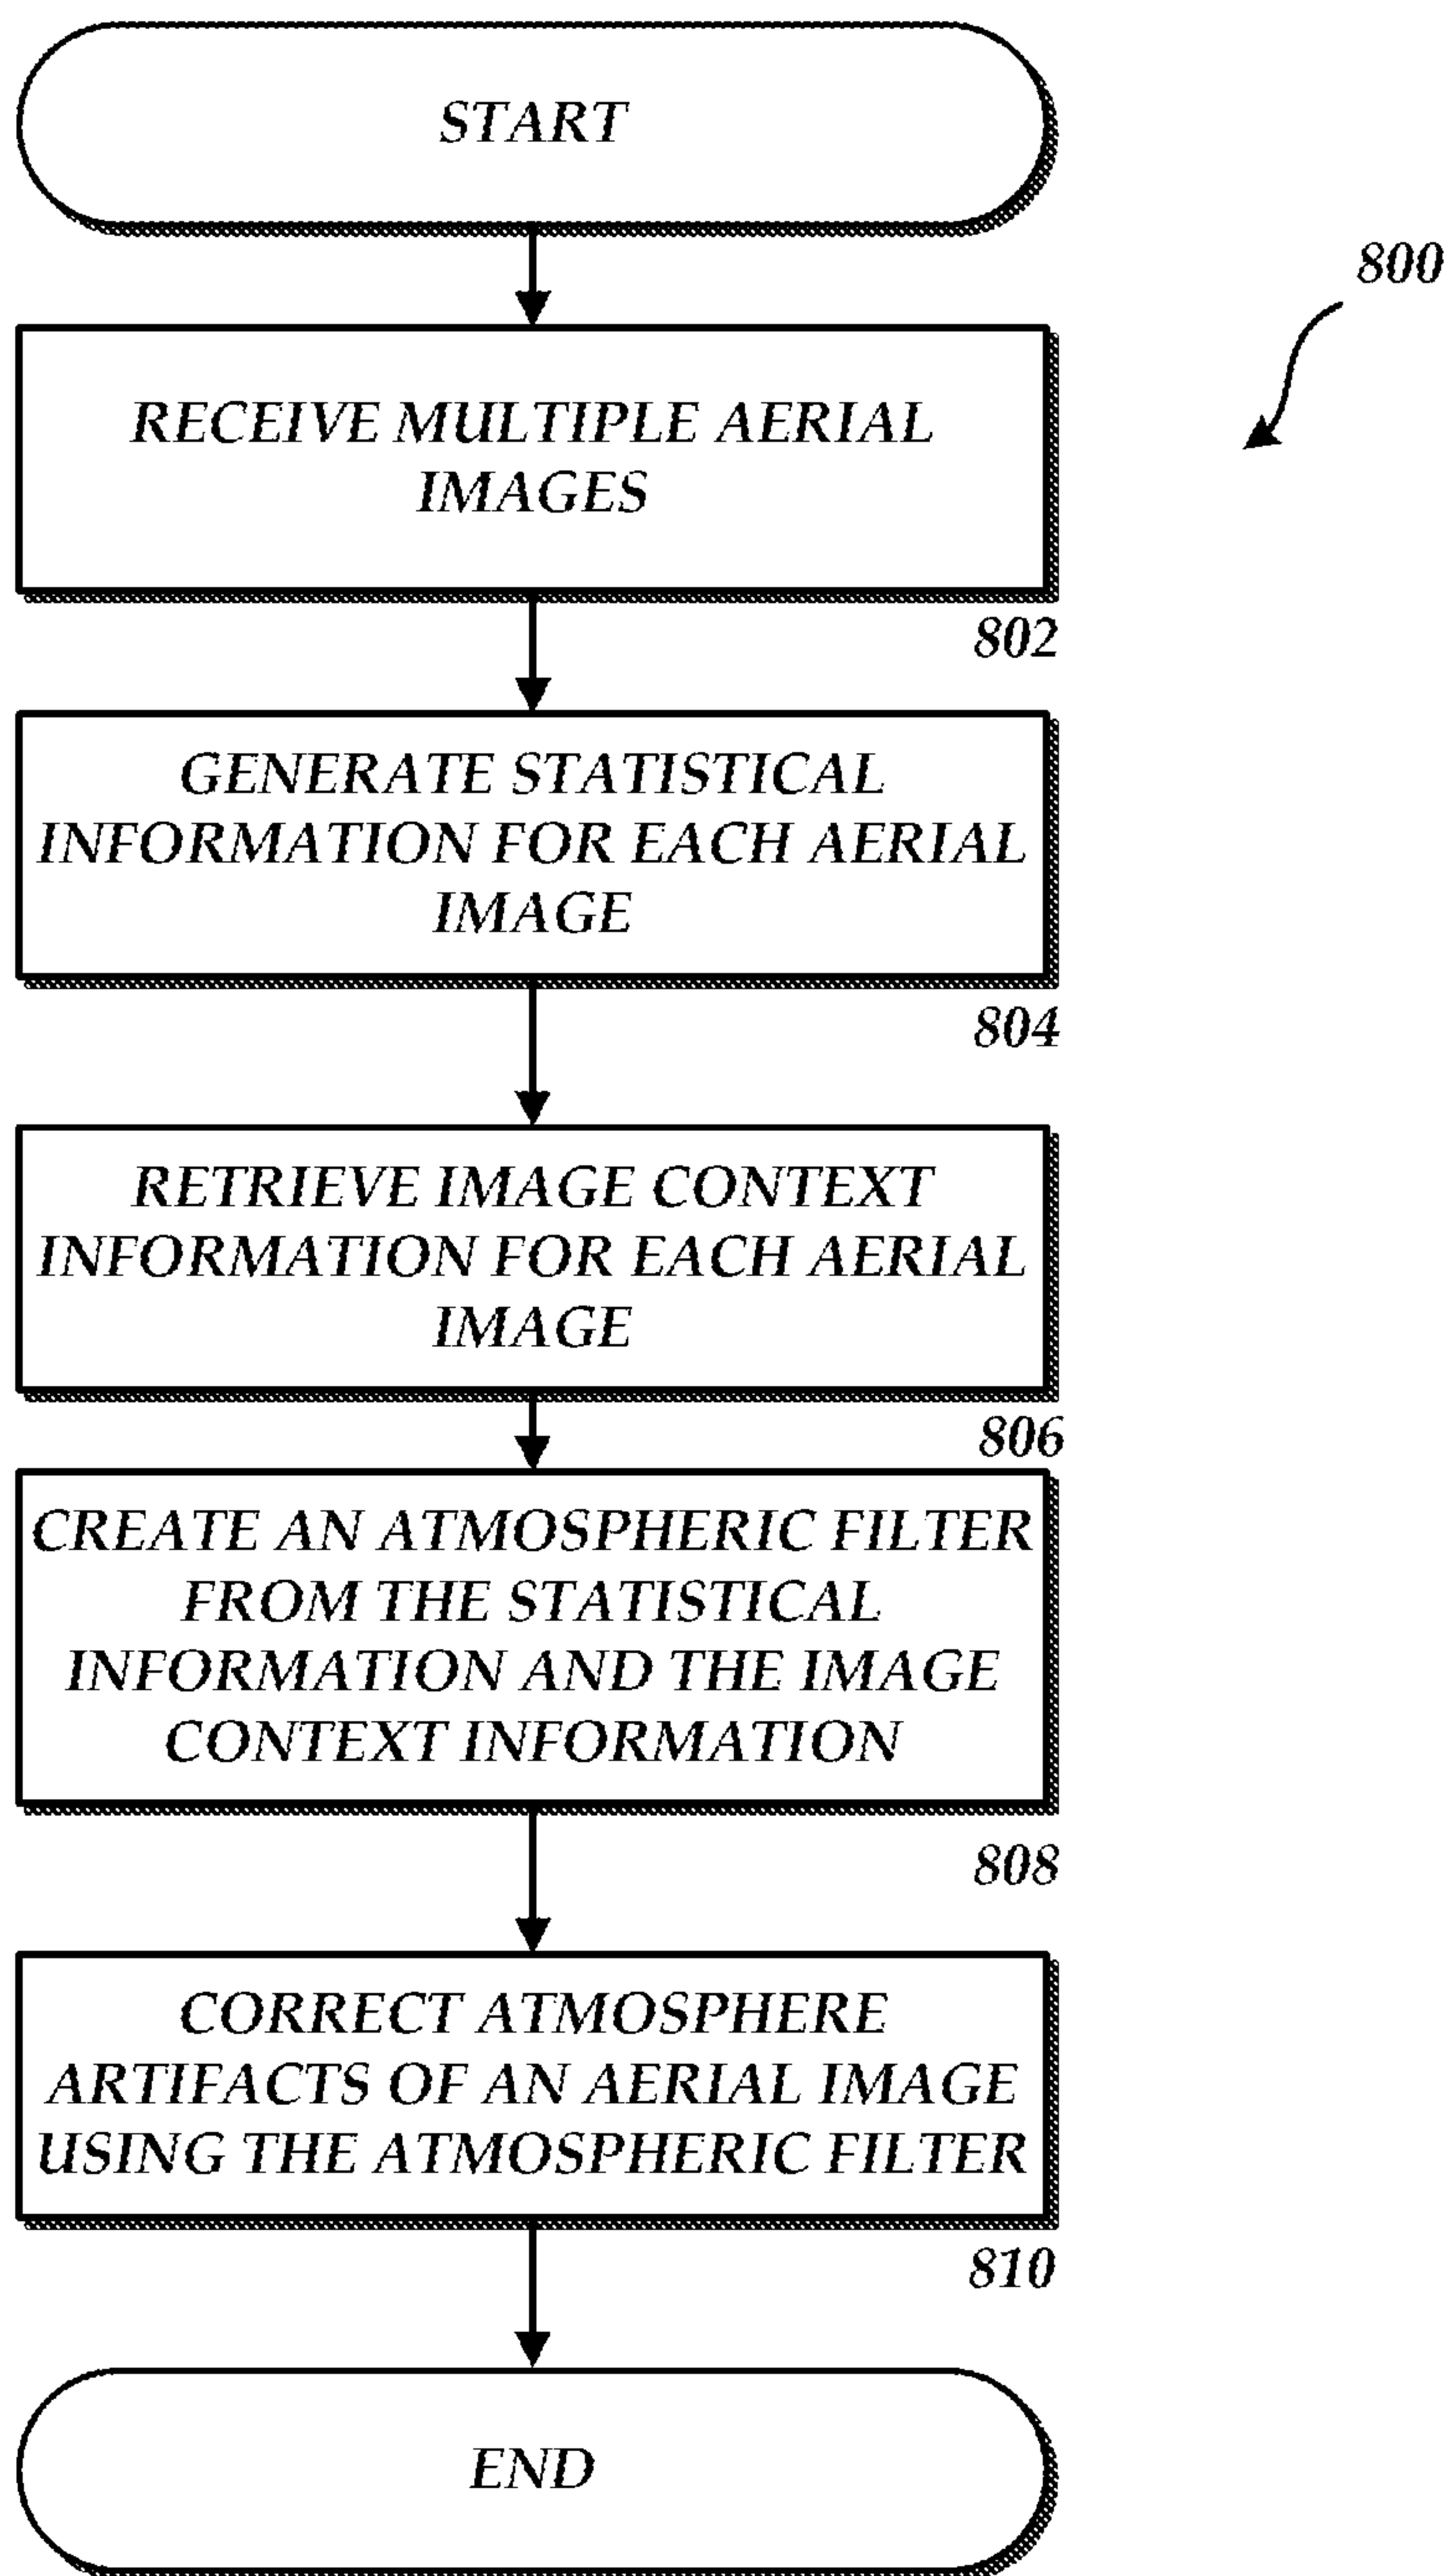 START
800
RECEIVE MULTIPLE AERIAL
IMAGES
802
GENERATE STATISTICAL
INFORMATION FOR EACH AERIAL
IMAGE
804
RETRIEVE IMAGE CONTEXT
INFORMATION FOR EACH AERIAL
IMAGE
806
CREATE AN ATMOSPHERIC FILTER
FROM THE STATISTICAL
INFORMATION AND THE IMAGE
CONTEXT INFORMATION
808
CORRECT ATMOSPHERE
ARTIFACTS OF AN AERIAL IMAGE
USING THE ATMOSPHERIC FILTER
810
END